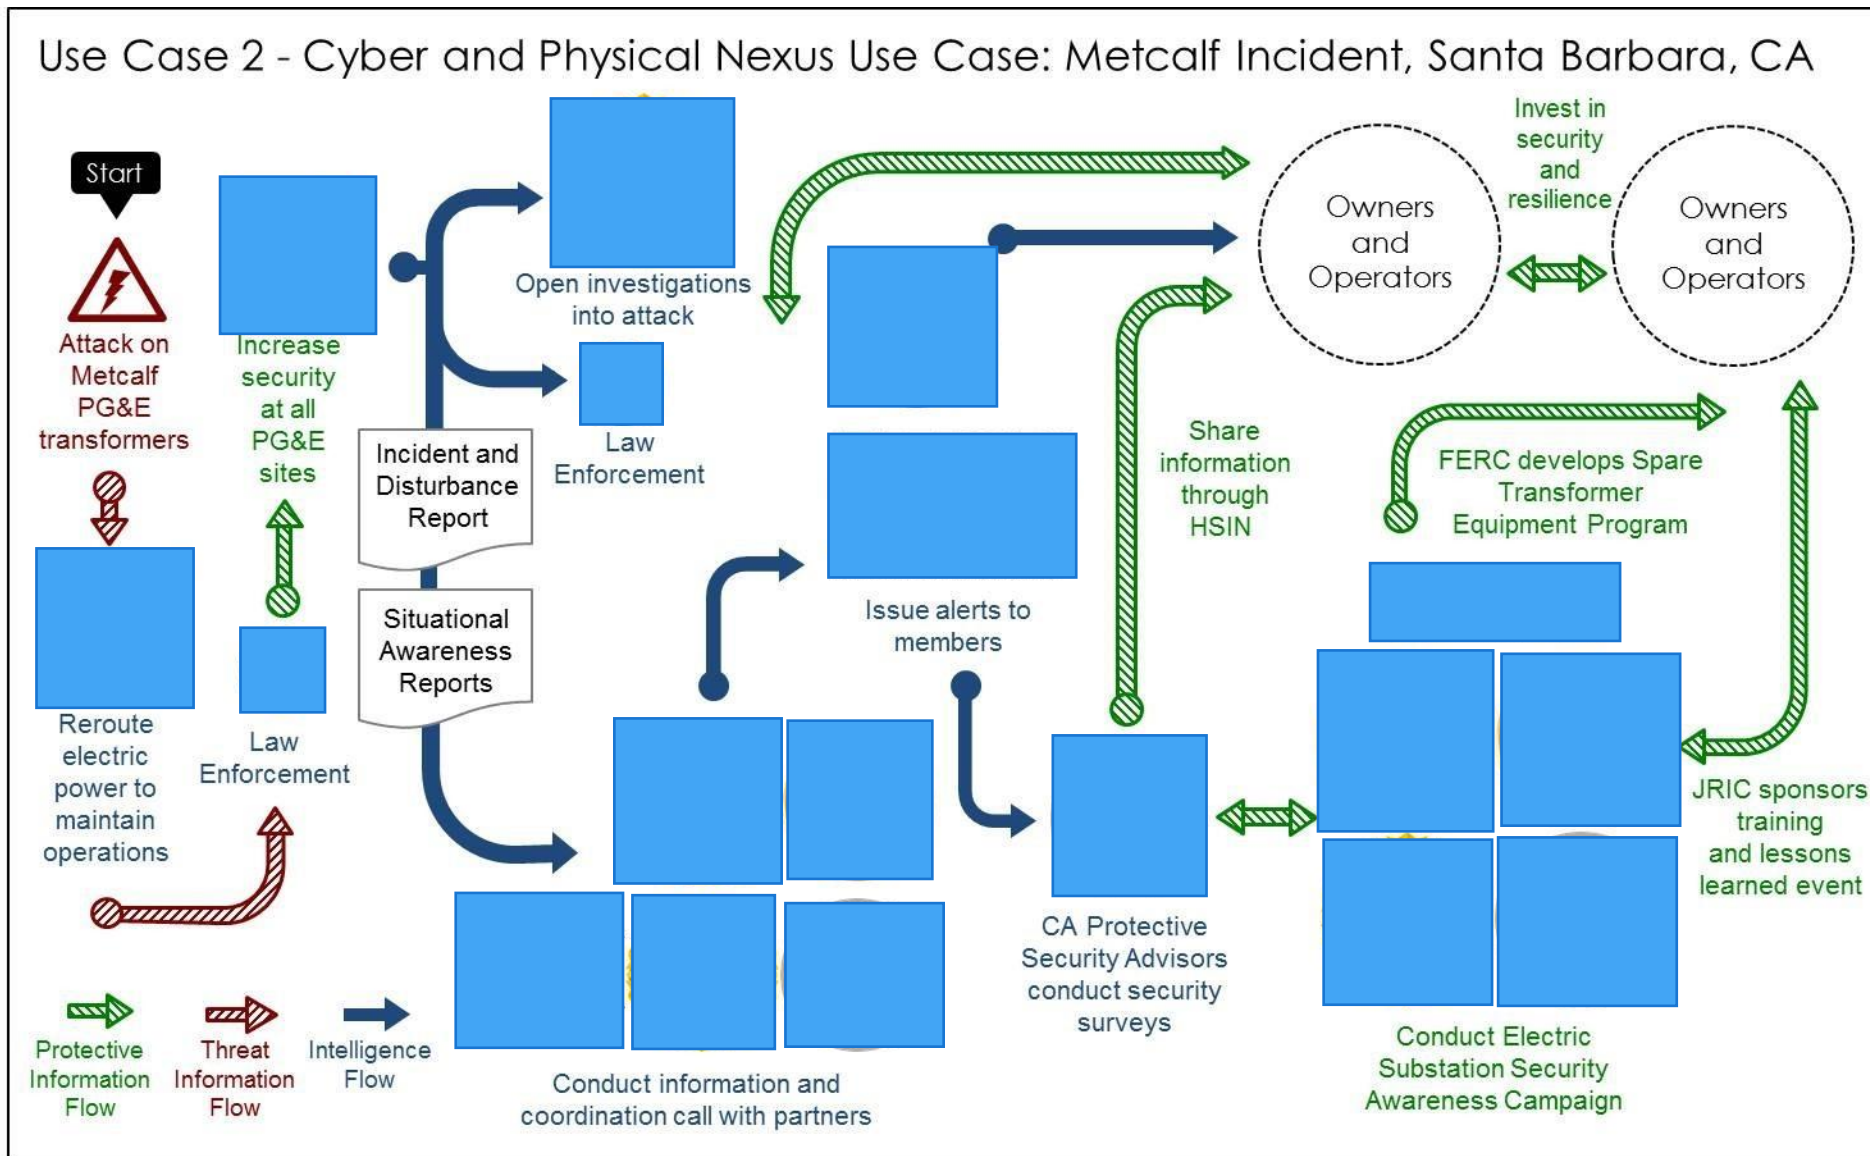 Use Case 2 - Cyber and Physical Nexus Use Case: Metcalf Incident, Santa Barbara, CA
Start
Attack on
Metcalf
PG&E
transformers
Reroute
electric
power to
maintain
operations
Increase
security
at all
PG&E
sites
Law
Enforcement
Incident and
Disturbance
Report
Situational
Awareness
Reports
Open investigations
into attack
Law
Enforcement
Conduct information and
coordination call with partners
Issue alerts to
members
CA Protective
Security Advisors
conduct security
surveys
Share
information
through
HSIN
Owners
and
Operators
Invest in
security
and
resilience
Owners
and
Operators
FERC develops Spare
Transformer
Equipment Program
JRIC sponsors
training
and lessons
learned event
Conduct Electric
Substation Security
Awareness Campaign
Protective
Information
Flow
Threat
Information
Flow
Intelligence
Flow